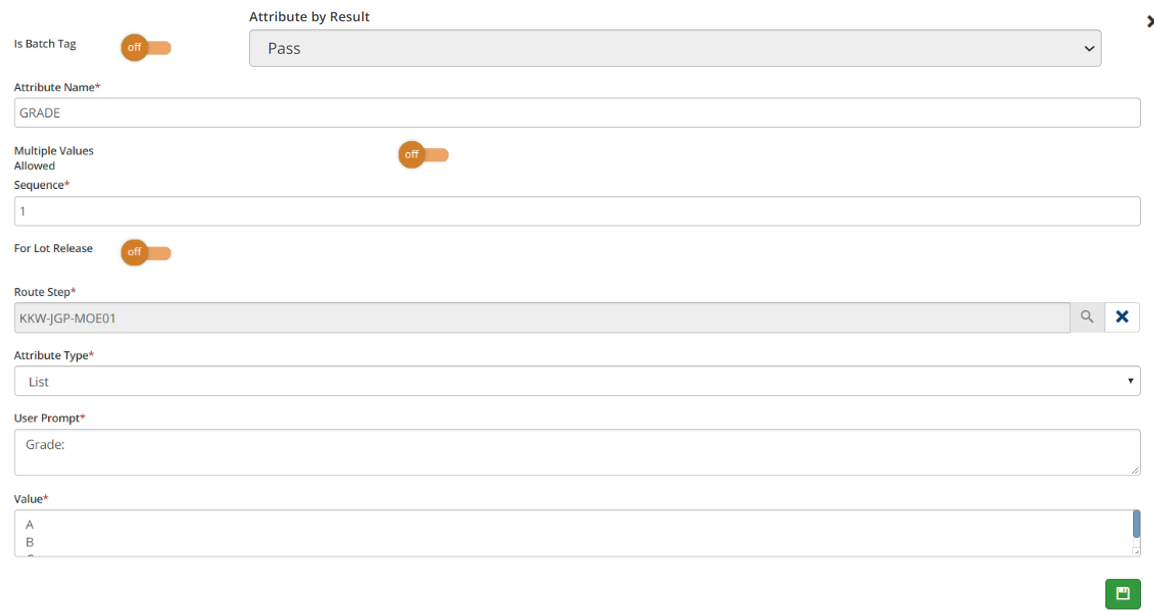 Attribute by Result
Is Batch Tag
off
Pass
Attribute Name*
GRADE
Multiple Values
Allowed
off
Sequence*
1
For Lot Release
off
Route Step*
KKW-JGP-MOE01
Attribute Type*
List
User Prompt*
Grade:
Value*
A
B